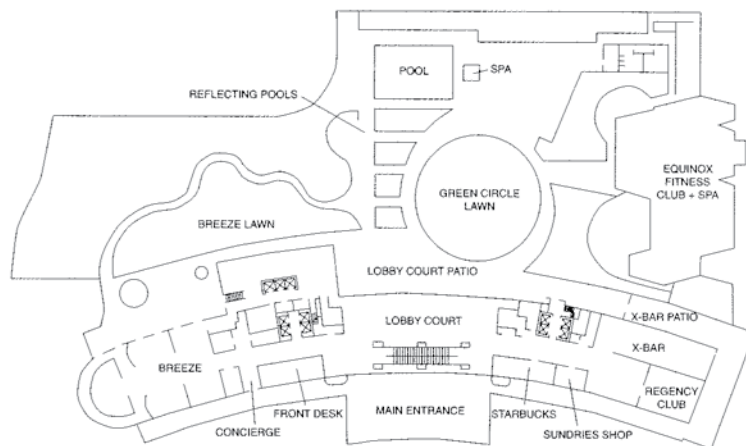 POOL
SPA
REFLECTING POOLS
EQUINOX
FITNESS
CLUB + SPA
GREEN CIRCLE
LAWN
BREEZE LAWN
LOBBY COURT PATIO
X-BAR PATIO
LOBBY COURT
X-BAR
BREEZE
REGENCY
CLUB
FRONT DESK
MAIN ENTRANCE
STARBUCKS
CONCIERGE
SUNDRIES SHOP